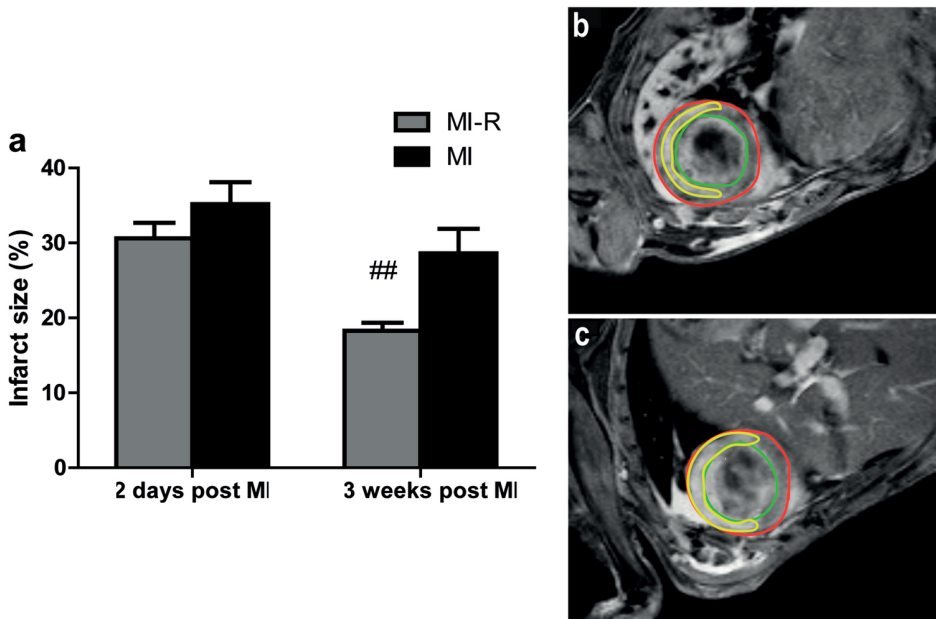 a
MI-R
MI
Infarct size (%)
40
30
20
10
0
##
2 days post MI
3 weeks post MI
b
c